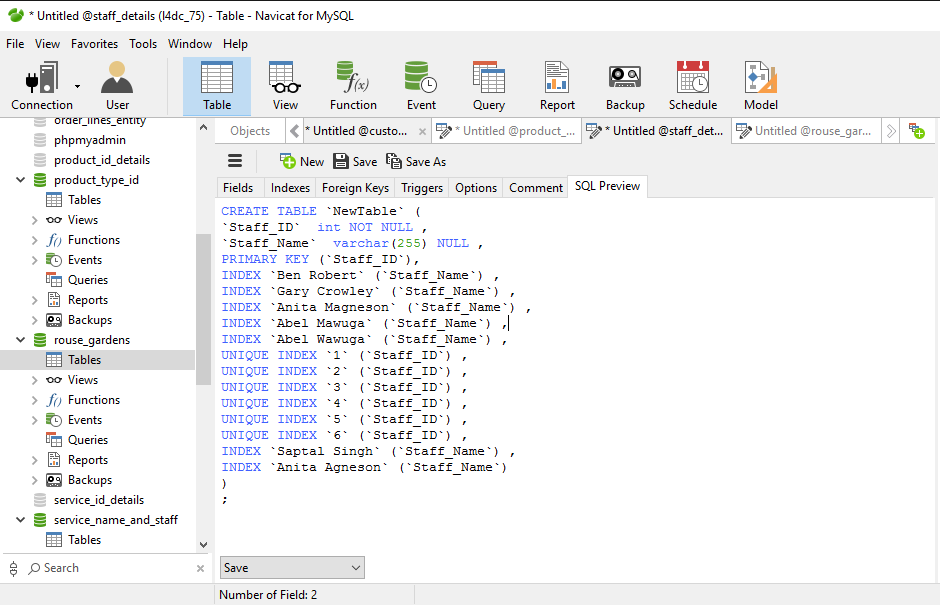 * Untitled @staff_details (l4dc_75) - Table - Navicat for MySQL
File View Favorites Tools Window Help
Connection User Table View Function Event Query Report Backup Schedule Model
order_lines_entity
phpmyadmin
product_id_details
product_type_id
Tables
Views
Functions
Events
Queries
Reports
Backups
rouse_gardens
Tables
Views
Functions
Events
Queries
Reports
Backups
service_id_details
service_name_and_staff
Tables
Search
Objects * Untitled @custo... * Untitled @product_... * Untitled @staff_det... Untitled @rouse_gar...
New Save Save As
Fields Indexes Foreign Keys Triggers Options Comment SQL Preview
CREATE TABLE `NewTable` (
`Staff_ID`  int NOT NULL ,
`Staff_Name`  varchar(255) NULL ,
PRIMARY KEY (`Staff_ID`),
INDEX `Ben Robert` (`Staff_Name`) ,
INDEX `Gary Crowley` (`Staff_Name`) ,
INDEX `Anita Magneson` (`Staff_Name`) ,
INDEX `Abel Mawuga` (`Staff_Name`) ,
INDEX `Abel Wawuga` (`Staff_Name`) ,
UNIQUE INDEX `1` (`Staff_ID`) ,
UNIQUE INDEX `2` (`Staff_ID`) ,
UNIQUE INDEX `3` (`Staff_ID`) ,
UNIQUE INDEX `4` (`Staff_ID`) ,
UNIQUE INDEX `5` (`Staff_ID`) ,
UNIQUE INDEX `6` (`Staff_ID`) ,
INDEX `Saptal Singh` (`Staff_Name`) ,
INDEX `Anita Agneson` (`Staff_Name`)
)
;
Save
Number of Field: 2